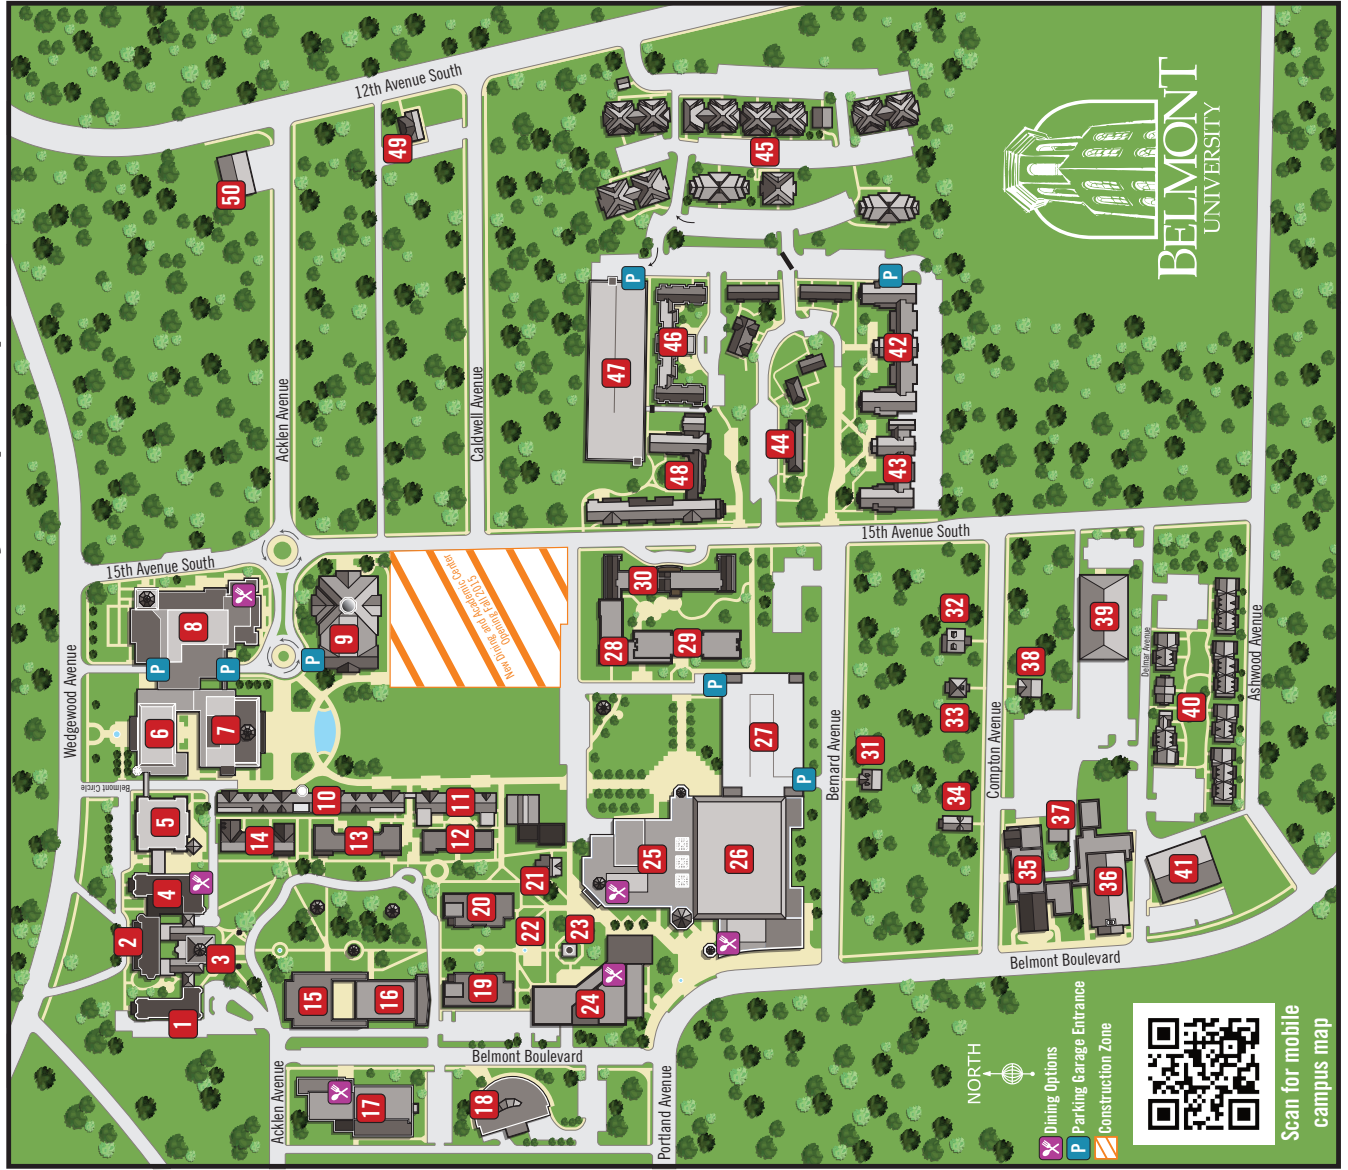 12th Avenue South
50
49
45
Acklen Avenue
Caldwell Avenue
47
46
42
48
44
43
BELMONT
UNIVERSITY
Wedgewood Avenue
15th Avenue South
15th Avenue South
New Dining and Academic Center
Opening Fall 2015
8
9
P
P
P
6
7
Belmont Circle
5
10
11
14
13
12
4
2
3
1
15
16
20
19
21
22
23
24
25
26
27
28
29
30
P
P
P
P
Bernard Avenue
31
32
33
34
Compton Avenue
38
39
Delmar Avenue
40
Ashwood Avenue
37
35
36
41
Belmont Boulevard
Belmont Boulevard
Acklen Avenue
17
18
Portland Avenue
NORTH
Dining Options
P Parking Garage Entrance
Construction Zone
Scan for mobile
campus map